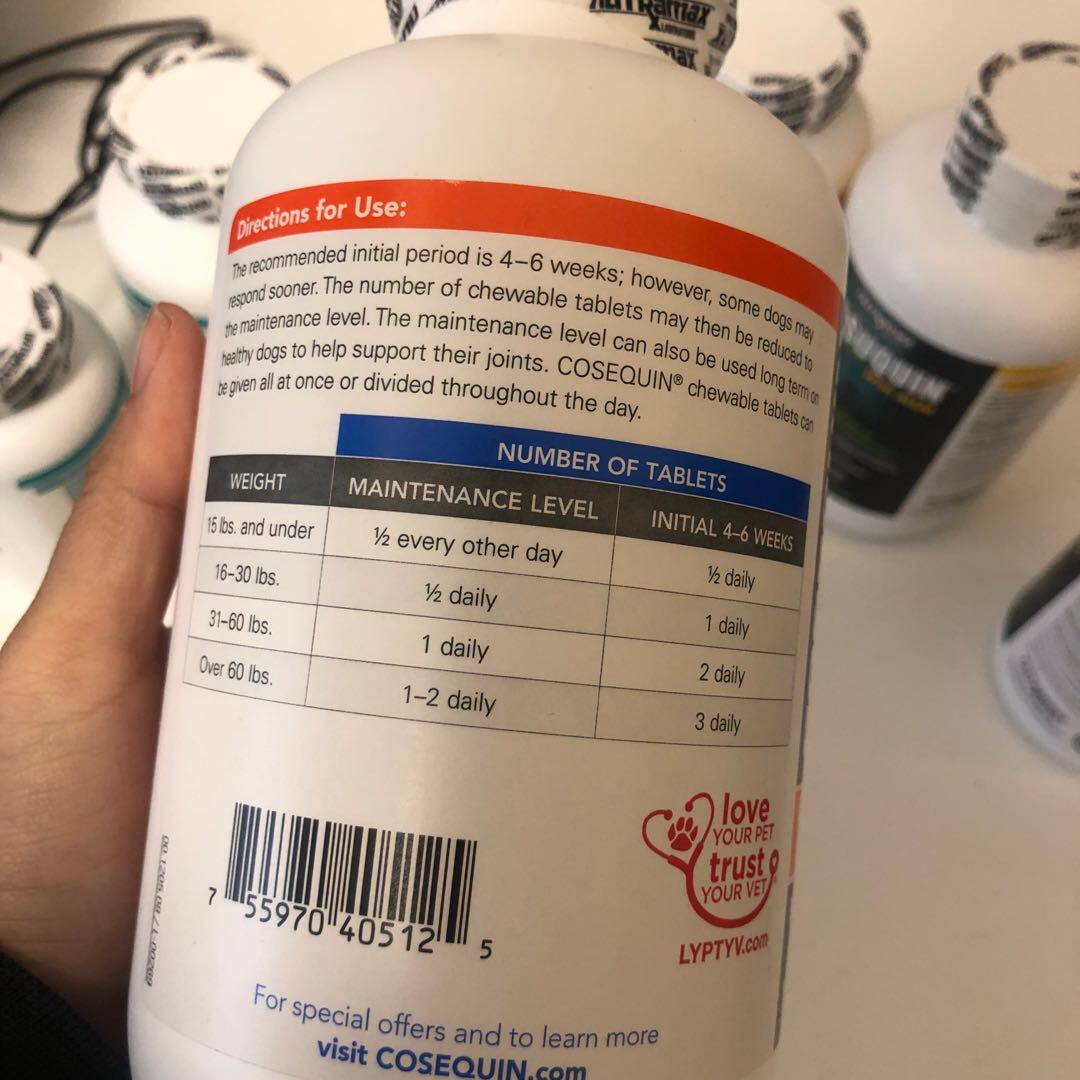 NUTRAMAX
Directions for Use:
The recommended initial period is 4–6 weeks; however, some dogs may
respond sooner. The number of chewable tablets may then be reduced to
the maintenance level. The maintenance level can also be used long term on
healthy dogs to help support their joints. COSEQUIN® chewable tablets can
be given all at once or divided throughout the day.
NUMBER OF TABLETS
WEIGHT MAINTENANCE LEVEL INITIAL 4–6 WEEKS
15 lbs. and under ½ every other day ½ daily
16–30 lbs. ½ daily 1 daily
31–60 lbs. 1 daily 2 daily
Over 60 lbs. 1–2 daily 3 daily
love
YOUR PET
trust
YOUR VET
LYPTYV.com
7 55970 40512 5
For special offers and to learn more
visit COSEQUIN.com